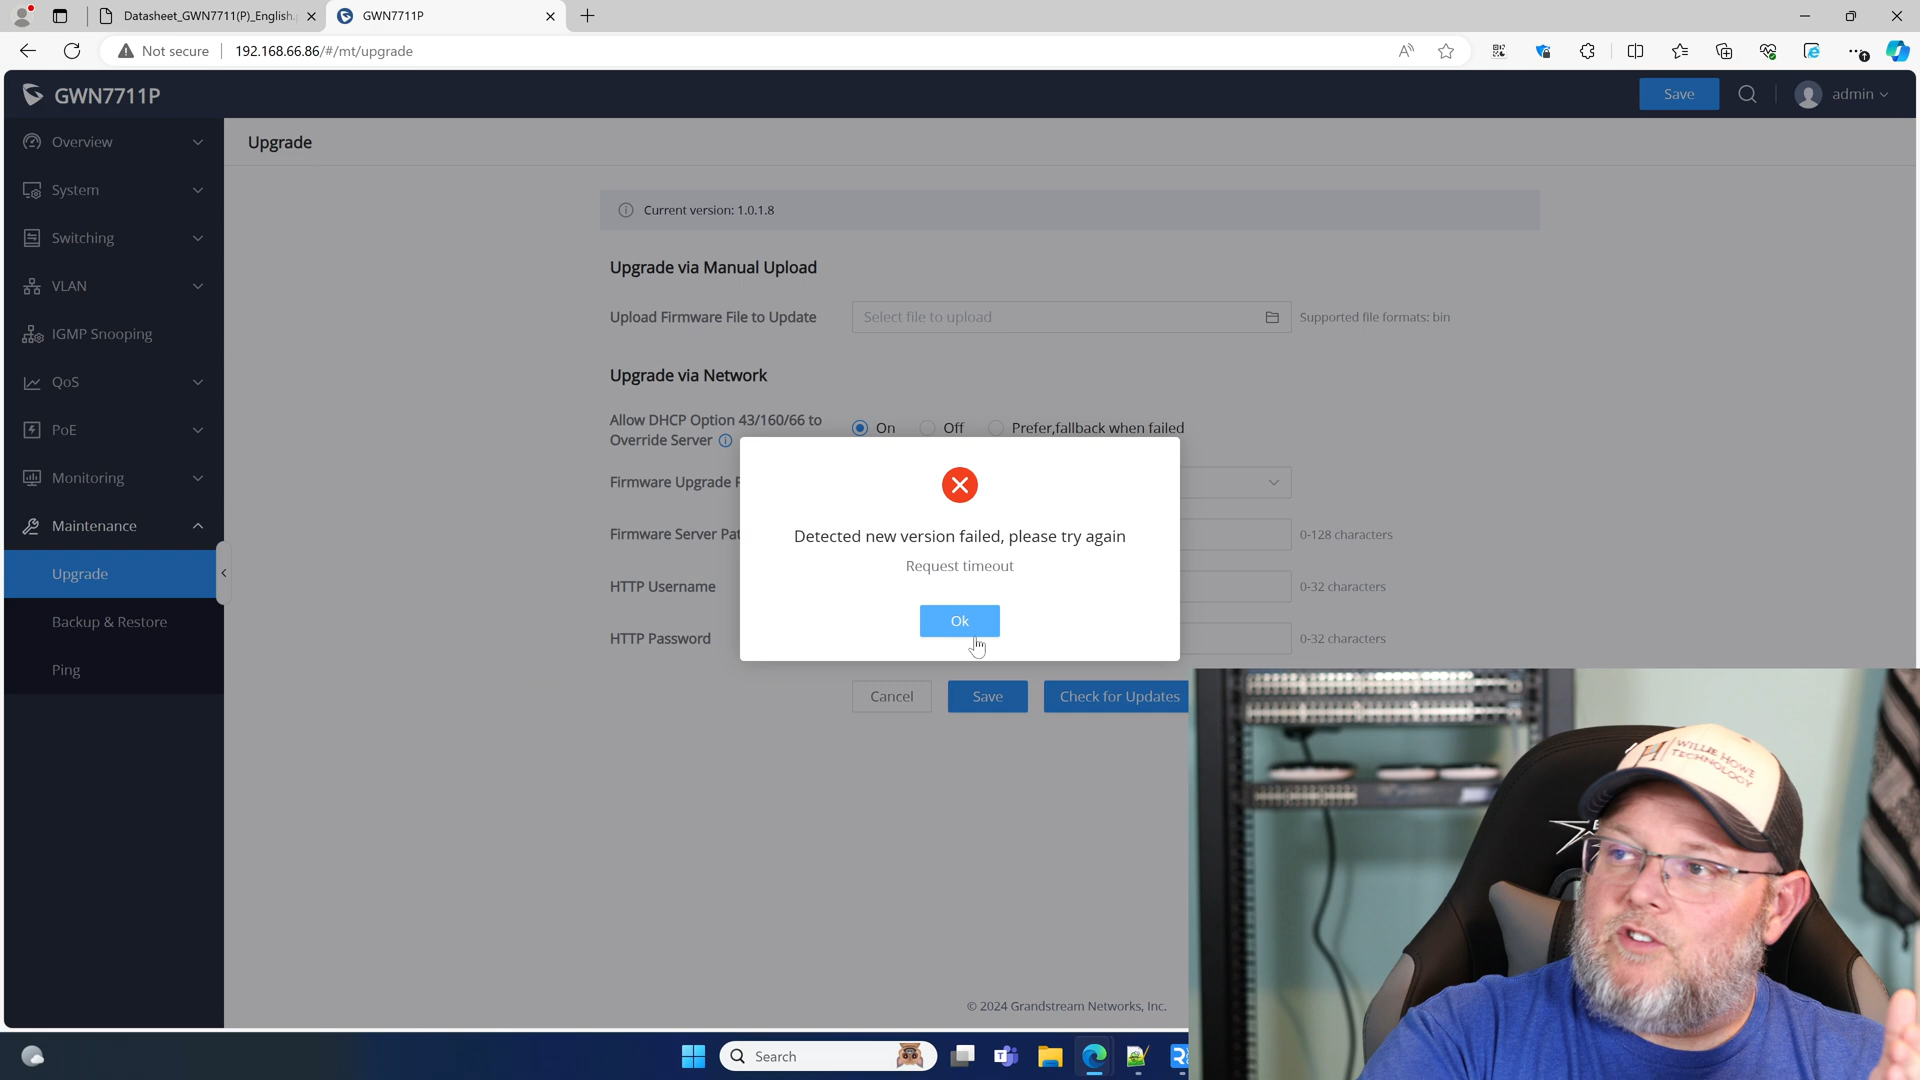 Datasheet_GWN7711(P)_English.
GWN7711P
Not secure
192.168.66.86/#/mt/upgrade
GWN7711P
Save
admin
Overview
Upgrade
System
Current version: 1.0.1.8
Switching
Upgrade via Manual Upload
VLAN
Upload Firmware File to Update
Select file to upload
Supported file formats: bin
IGMP Snooping
Upgrade via Network
QoS
Allow DHCP Option 43/160/66 to
Override Server
On
Off
Prefer,fallback when failed
PoE
Firmware Upgrade
Monitoring
Detected new version failed, please try again
Firmware Server
0-128 characters
Maintenance
Request timeout
Upgrade
HTTP Username
0-32 characters
Ok
Backup & Restore
HTTP Password
0-32 characters
Ping
Cancel
Save
Check for Updates
WILLIE HOWE
TECHNOLOGY
© 2024 Grandstream Networks, Inc.
Search